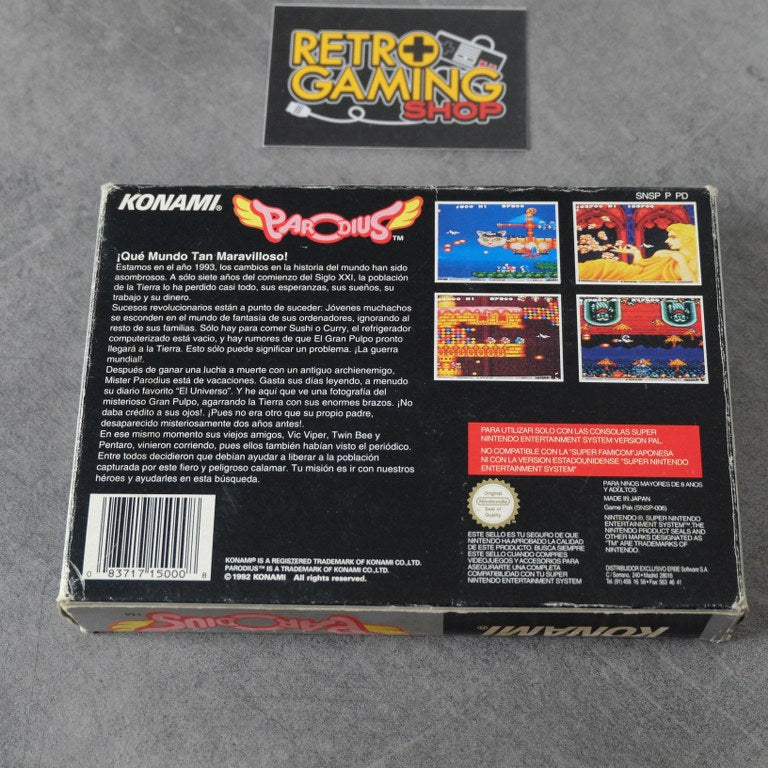 RETRO
GAMING
SHOP
KONAMI®
PARODIUS™
SNSP P PD
¡Qué Mundo Tan Maravilloso!
Estamos en el año 1993, los cambios en la historia del mundo han sido
asombrosos. A sólo siete años del comienzo del Siglo XXI, la población
de la Tierra lo ha perdido casi todo, sus esperanzas, sus sueños, su
trabajo y su dinero.
Sucesos revolucionarios están a punto de suceder: Jóvenes muchachos
se esconden en el mundo de fantasía de sus ordenadores, ignorando al
resto de sus familias. Sólo hay para comer Sushi o Curry, el refrigerador
computerizado está vacio, y hay rumores de que El Gran Pulpo pronto
llegará a la Tierra. Esto sólo puede significar un problema. ¡La guerra
mundial!.
Después de ganar una lucha a muerte con un antiguo archienemigo,
Mister Parodius está de vacaciones. Gasta sus días leyendo, a menudo
su diario favorito "El Universo". Y he aquí que ve una fotografía del
misterioso Gran Pulpo, agarrando la Tierra con sus enormes brazos. ¡No
daba crédito a sus ojos!. ¡Pues no era otro que su propio padre,
desaparecido misteriosamente dos años antes!.
En ese mismo momento sus viejos amigos, Vic Viper, Twin Bee y
Pentaro, vinieron corriendo, pues ellos también habían visto el periódico.
Entre todos decidieron que debían ayudar a liberar a la población
capturada por este fiero y peligroso calamar. Tu misión es ir con nuestros
héroes y ayudarles en esta búsqueda.
PARA UTILIZAR SOLO CON LAS CONSOLAS SUPER
NINTENDO ENTERTAINMENT SYSTEM VERSION PAL.
NO COMPATIBLE CON LA "SUPER FAMICOM" JAPONESA
NI CON LA VERSION ESTADOUNIDENSE "SUPER NINTENDO
ENTERTAINMENT SYSTEM"
Original
Nintendo
Seal of
Quality
ESTE SELLO ES TU SEGURO DE QUE
NINTENDO HA APROBADO LA CALIDAD
DE ESTE PRODUCTO. BUSCA SIEMPRE
ESTE SELLO CUANDO COMPRES
VIDEOJUEGOS Y ACCESORIOS PARA
ASEGURARTE UNA COMPLETA
COMPATIBILIDAD CON TU SUPER
NINTENDO ENTERTAINMENT SYSTEM
PARA NINOS MAYORES DE 8 ANOS
Y ADULTOS
MADE IN JAPAN
Game Pak (SNSP-006)
NINTENDO®, SUPER NINTENDO
ENTERTAINMENT SYSTEM™, THE
NINTENDO PRODUCT SEALS AND
OTHER MARKS DESIGNATED AS
"TM" ARE TRADEMARKS OF
NINTENDO.
DISTRIBUIDOR EXCLUSIVO ERBE Software S.A.
C/ Serrano, 240 • Madrid 28016
0 83717 15000 8
KONAMI® IS A REGISTERED TRADEMARK OF KONAMI CO.,LTD.
PARODIUS™ IS A TRADEMARK OF KONAMI CO.,LTD.
© 1992 KONAMI All rights reserved.
PARODIUS
KONAMI®